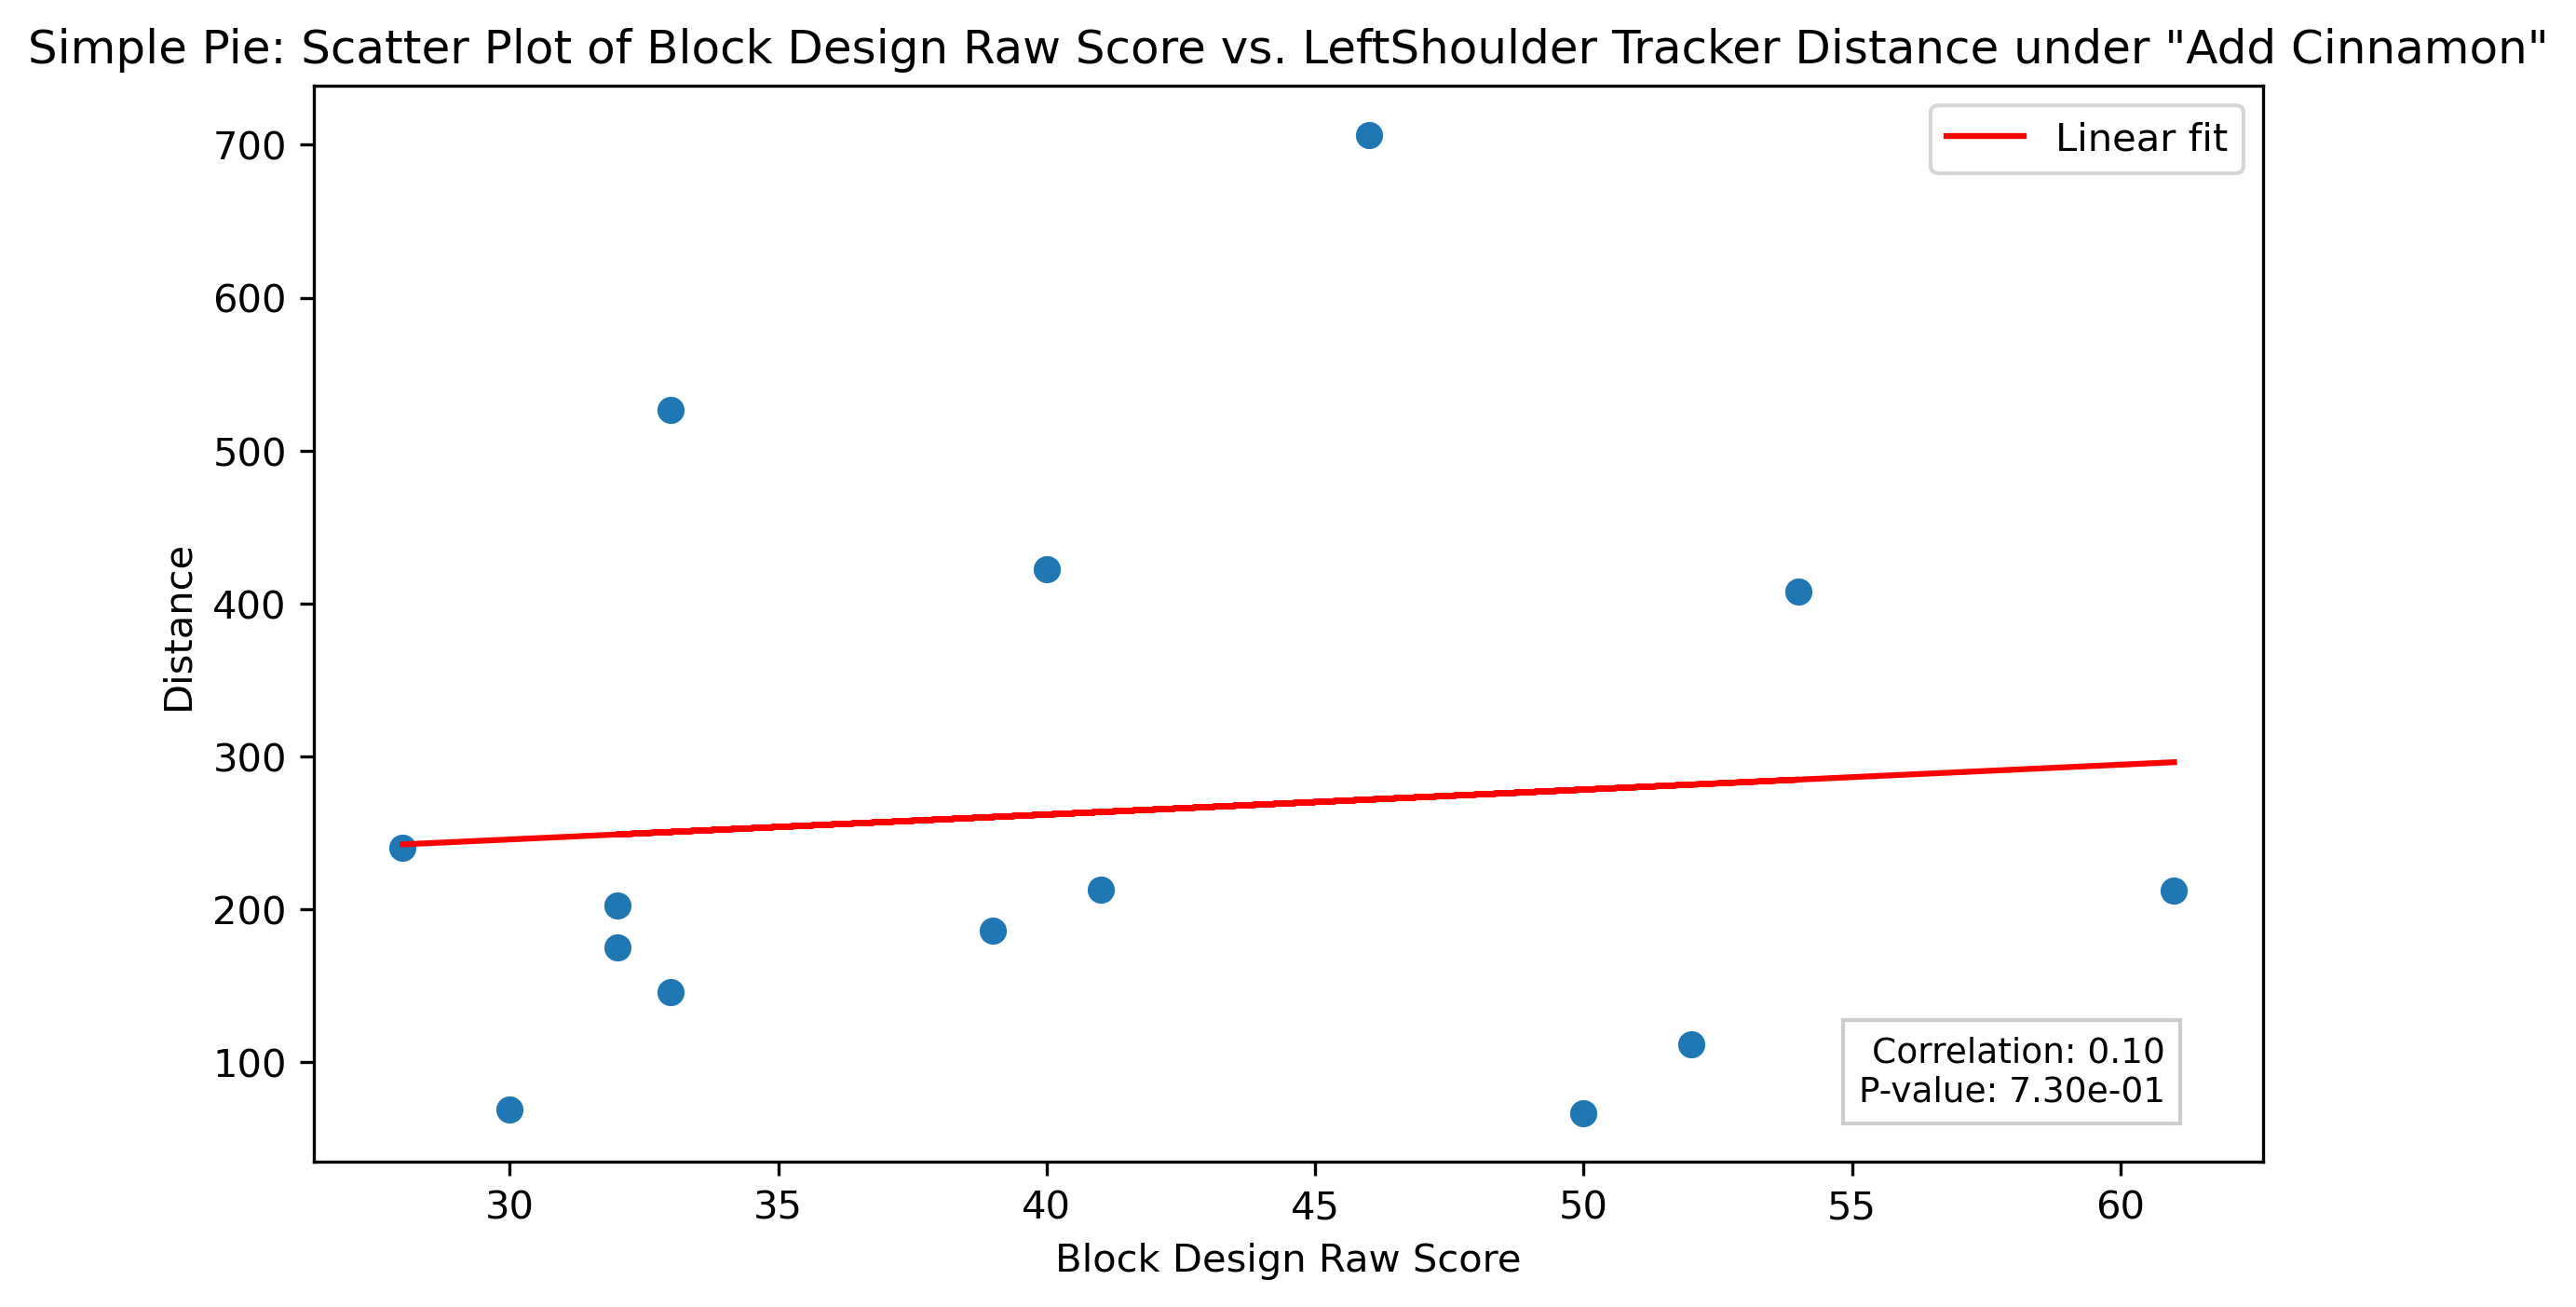 Simple Pie: Scatter Plot of Block Design Raw Score vs. LeftShoulder Tracker Distance under "Add Cinnamon"
Linear fit
700
600
500
400
300
200
100
Distance
Correlation: 0.10
P-value: 7.30e-01
30 35 40 45 50 55 60
Block Design Raw Score